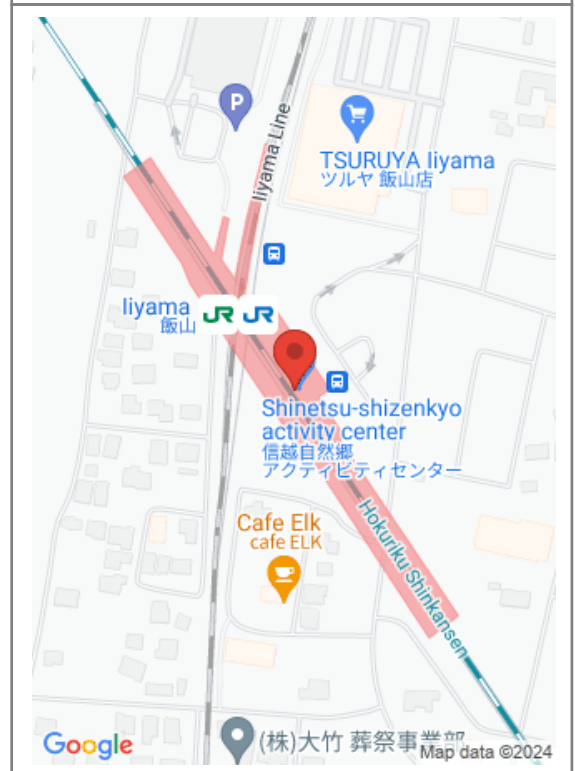 P
Iiyama Line
TSURUYA Iiyama
ツルヤ 飯山店
Iiyama
飯山
JR JR
Shinetsu-shizenkyo
activity center
信越自然郷
アクティビティセンター
Hokuriku Shinkansen
Cafe Elk
cafe ELK
(株)大竹 葬祭事業部
Google
Map data ©2024